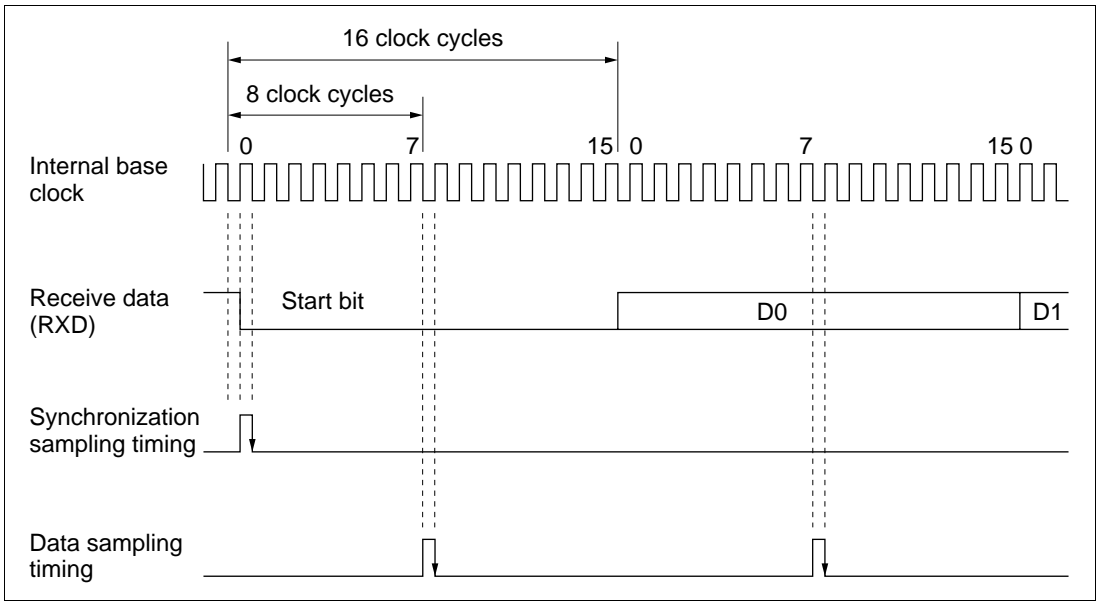 16 clock cycles
8 clock cycles
0 7 15 0 7 15 0
Internal base
clock
Receive data
(RXD)
Start bit
D0
D1
Synchronization
sampling timing
Data sampling
timing